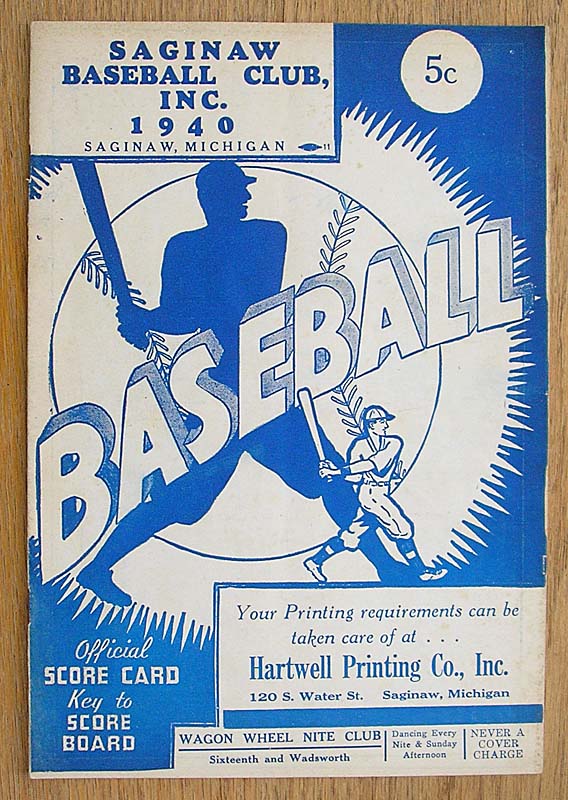 SAGINAW
BASEBALL CLUB,
INC.
1940
SAGINAW, MICHIGAN 11
5c
BASEBALL
Official
SCORE CARD
Key to
SCORE
BOARD
Your Printing requirements can be
taken care of at . . .
Hartwell Printing Co., Inc.
120 S. Water St. Saginaw, Michigan
WAGON WHEEL NITE CLUB
Sixteenth and Wadsworth
Dancing Every
Nite & Sunday
Afternoon
NEVER A
COVER
CHARGE